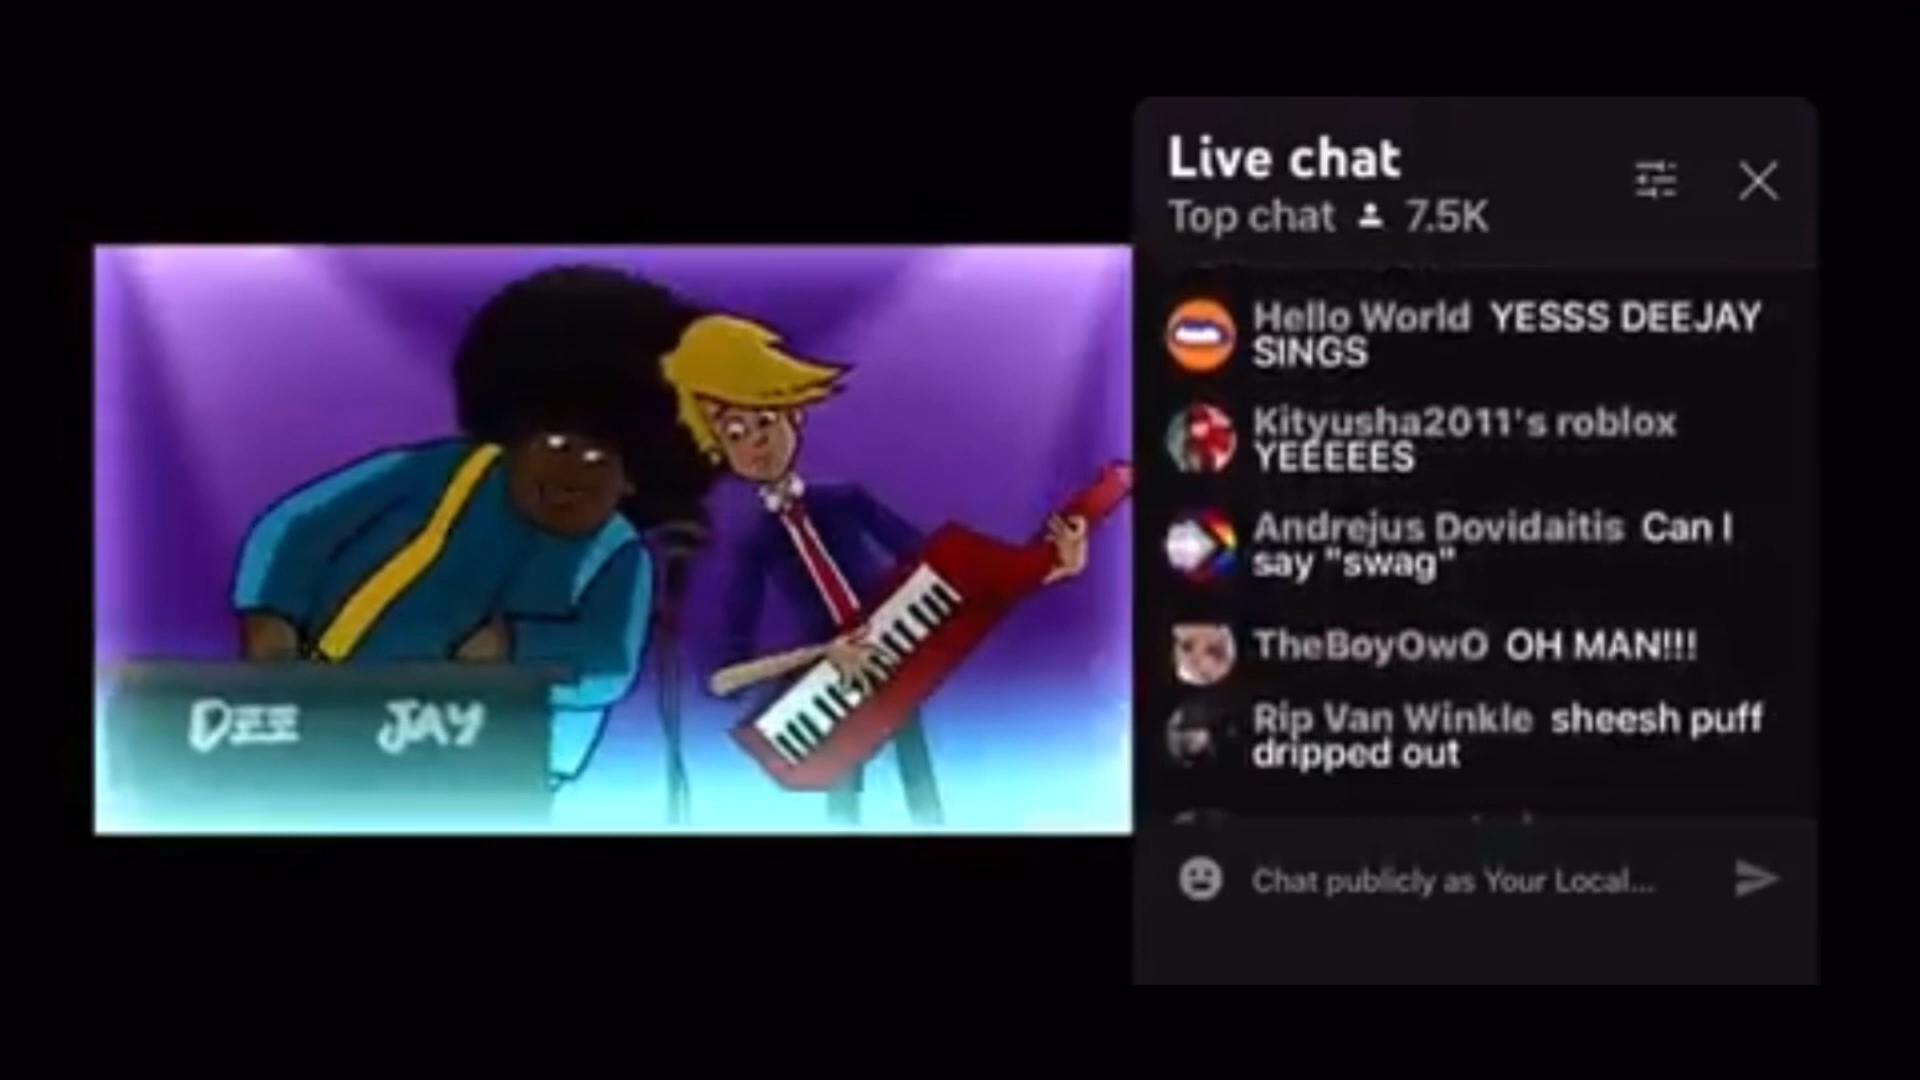 Live chat
Top chat 7.5K
Hello World YESSS DEEJAY
SINGS
Kityusha2011's roblox
YEEEEES
Andrejus Dovidaitis Can I
say "swag"
TheBoyOwO OH MAN!!!
Rip Van Winkle sheesh puff
dripped out
Chat publicly as Your Local...
DEE JAY